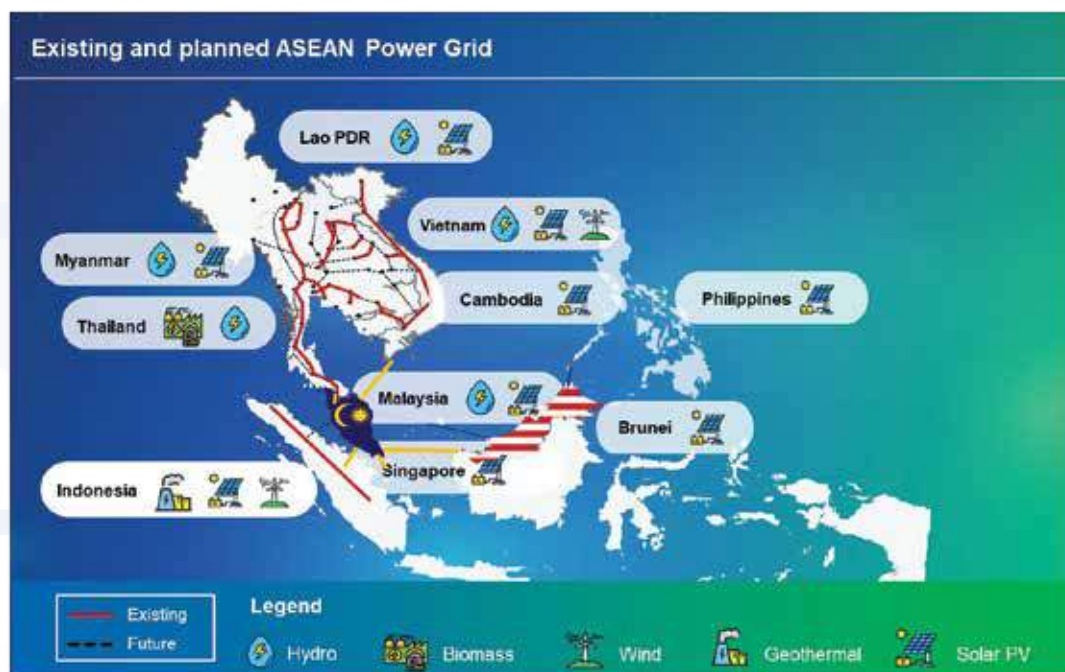 Existing and planned ASEAN Power Grid
Lao PDR
Vietnam
Myanmar
Cambodia
Philippines
Thailand
Malaysia
Brunei
Singapore
Indonesia
Existing
Future
Legend
Hydro
Biomass
Wind
Geothermal
Solar PV